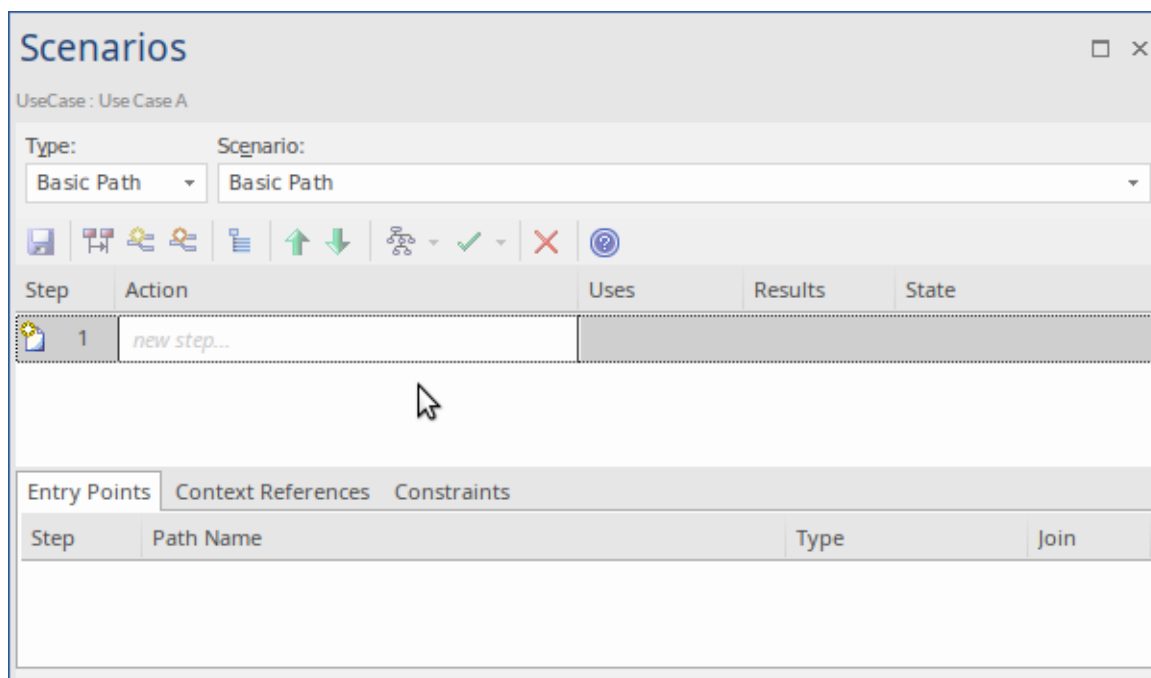 Scenarios
UseCase : Use Case A
Type: Scenario:
Basic Path Basic Path
Step Action Uses Results State
1 new step...
Entry Points Context References Constraints
Step Path Name Type Join